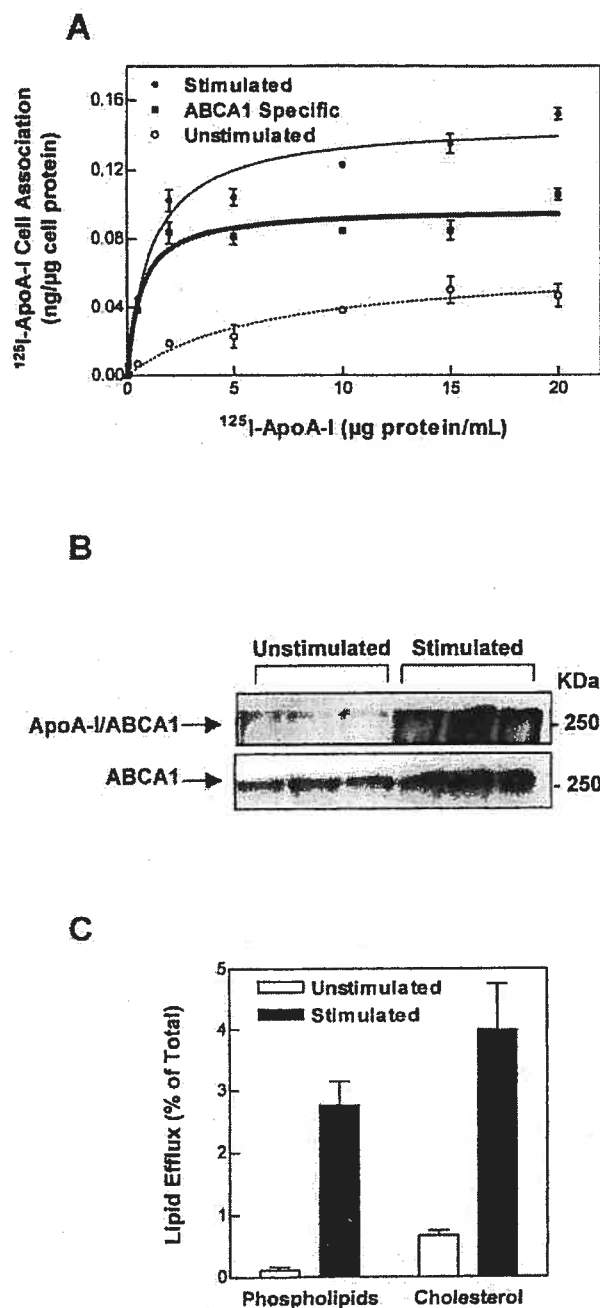 A
Stimulated
ABCA1 Specific
Unstimulated
0.16
0.12
0.08
0.04
0.00
0 5 10 15 20
¹²⁵I-ApoA-I Cell Association
(ng/µg cell protein)
¹²⁵I-ApoA-I (µg protein/mL)
B
Unstimulated Stimulated
KDa
ApoA-I/ABCA1
- 250
ABCA1
- 250
C
Unstimulated
Stimulated
5
4
3
2
1
0
Lipid Efflux (% of Total)
Phospholipids Cholesterol